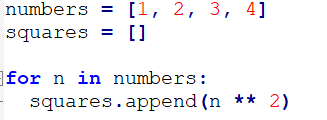 numbers = [1, 2, 3, 4]
squares = []
for n in numbers:
  squares.append(n ** 2)